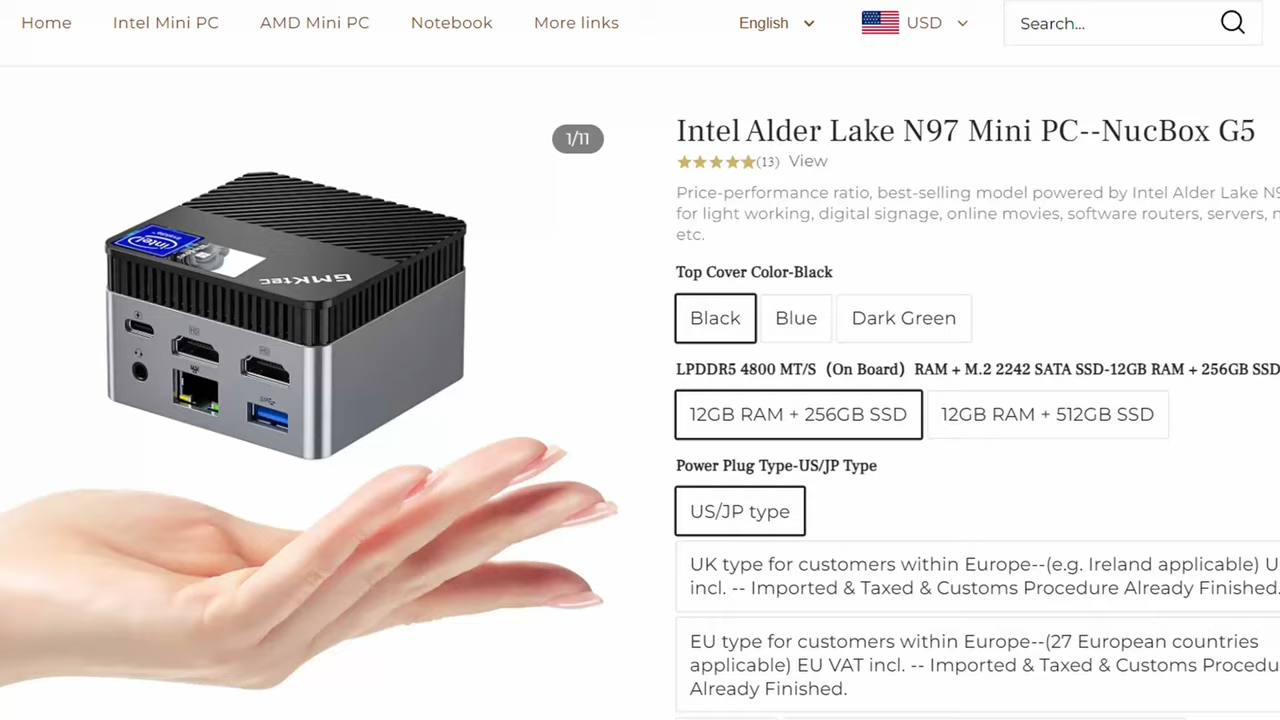 Home Intel Mini PC AMD Mini PC Notebook More links English USD Search...
1/11
intel
GMKtec
HD
HD
Intel Alder Lake N97 Mini PC--NucBox G5
(13) View
Price-performance ratio, best-selling model powered by Intel Alder Lake N9
for light working, digital signage, online movies, software routers, servers, n
etc.
Top Cover Color-Black
Black Blue Dark Green
LPDDR5 4800 MT/S（On Board）RAM + M.2 2242 SATA SSD-12GB RAM + 256GB SSD
12GB RAM + 256GB SSD 12GB RAM + 512GB SSD
Power Plug Type-US/JP Type
US/JP type
UK type for customers within Europe--(e.g. Ireland applicable) U
incl. -- Imported & Taxed & Customs Procedure Already Finished.
EU type for customers within Europe--(27 European countries
applicable) EU VAT incl. -- Imported & Taxed & Customs Procedu
Already Finished.